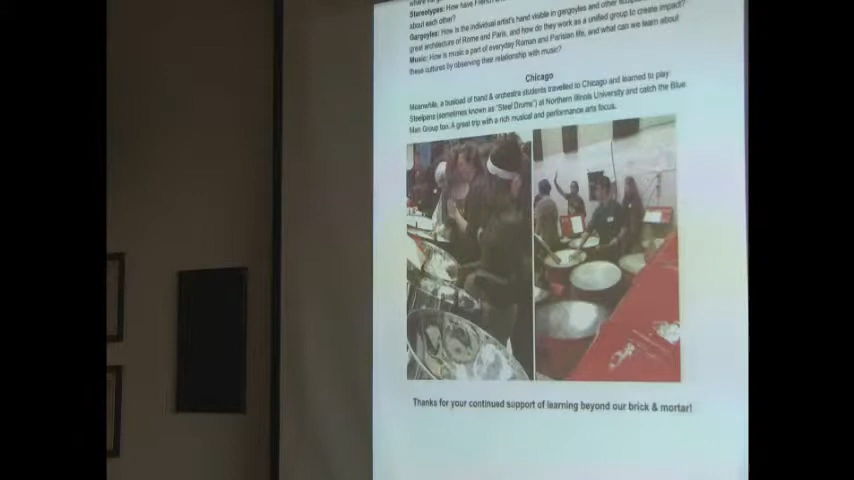 Stereotypes: How have French
about each other?
Gargoyles: How is the individual artist's hand visible in gargoyles and other
great architecture of Rome and Paris, and how do they work as a unified group to create impact?
Music: How is music a part of everyday Roman and Parisian life, and what can we learn about
these cultures by observing their relationship with music?
Chicago
Meanwhile, a busload of band & orchestra students travelled to Chicago and learned to play
Steelpans (sometimes known as "Steel Drums") at Northern Illinois University and catch the Blue
Man Group too. A great trip with a rich musical and performance arts focus.
Thanks for your continued support of learning beyond our brick & mortar!